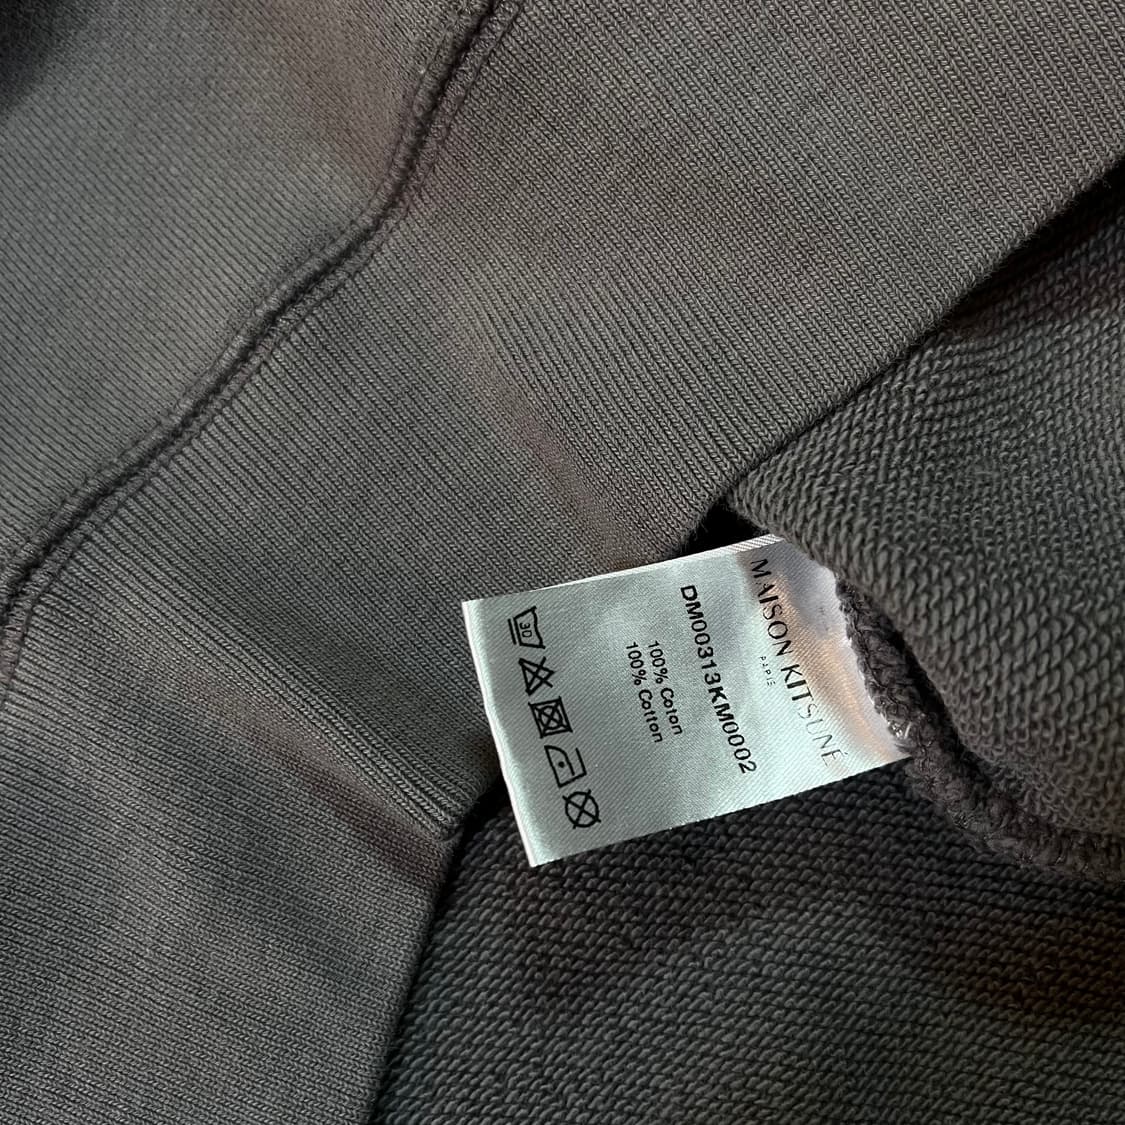 MAISON KITSUNÉ
PARIS
DM00313KM0002
100% Coton
100% Cotton
30